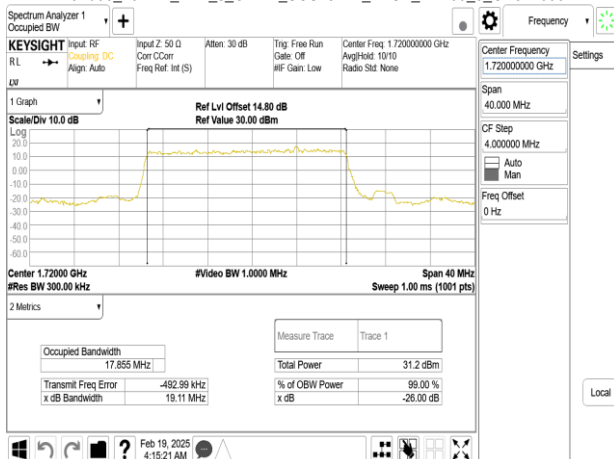 Spectrum Analyzer 1
Occupied BW
Frequency
KEYSIGHT
RL
Input: RF
Coupling: DC
Align: Auto
Input Z: 50 Ω
Corr CCorr
Freq Ref: Int (S)
Atten: 30 dB
Trig: Free Run
Gate: Off
#IF Gain: Low
Center Freq: 1.720000000 GHz
Avg|Hold: 10/10
Radio Std: None
LXI
Center Frequency
1.720000000 GHz
Settings
Span
40.000 MHz
CF Step
4.000000 MHz
Auto
Man
Freq Offset
0 Hz
1 Graph
Scale/Div 10.0 dB
Ref Lvl Offset 14.80 dB
Ref Value 30.00 dBm
Log
20.0
10.0
0.00
-10.0
-20.0
-30.0
-40.0
-50.0
-60.0
Center 1.72000 GHz
#Video BW 1.0000 MHz
Span 40 MHz
#Res BW 300.00 kHz
Sweep 1.00 ms (1001 pts)
2 Metrics
Measure Trace Trace 1
Occupied Bandwidth
17.855 MHz
Total Power 31.2 dBm
Transmit Freq Error -492.99 kHz
% of OBW Power 99.00 %
x dB Bandwidth 19.11 MHz
x dB -26.00 dB
Local
?
Feb 19, 2025
4:15:21 AM